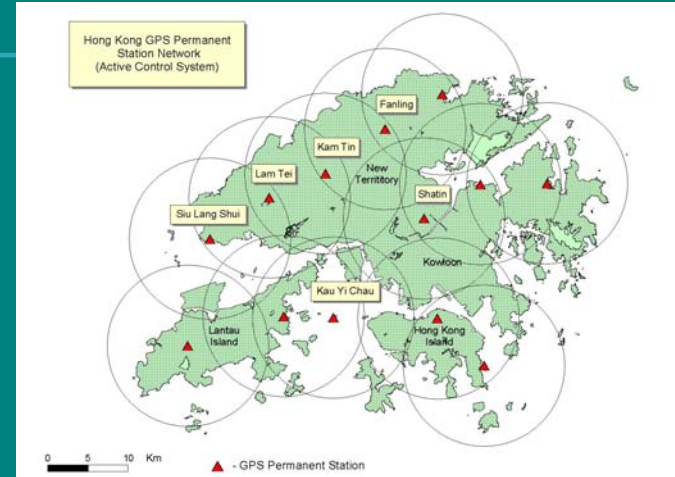 Hong Kong GPS Permanent
Station Network
(Active Control System)
Fanling
Kam Tin
New
Territitory
Lam Tei
Shatin
Siu Lang Shui
Kowloon
Kau Yi Chau
Lantau
Island
Hong Kong
Island
0 5 10 Km
- GPS Permanent Station